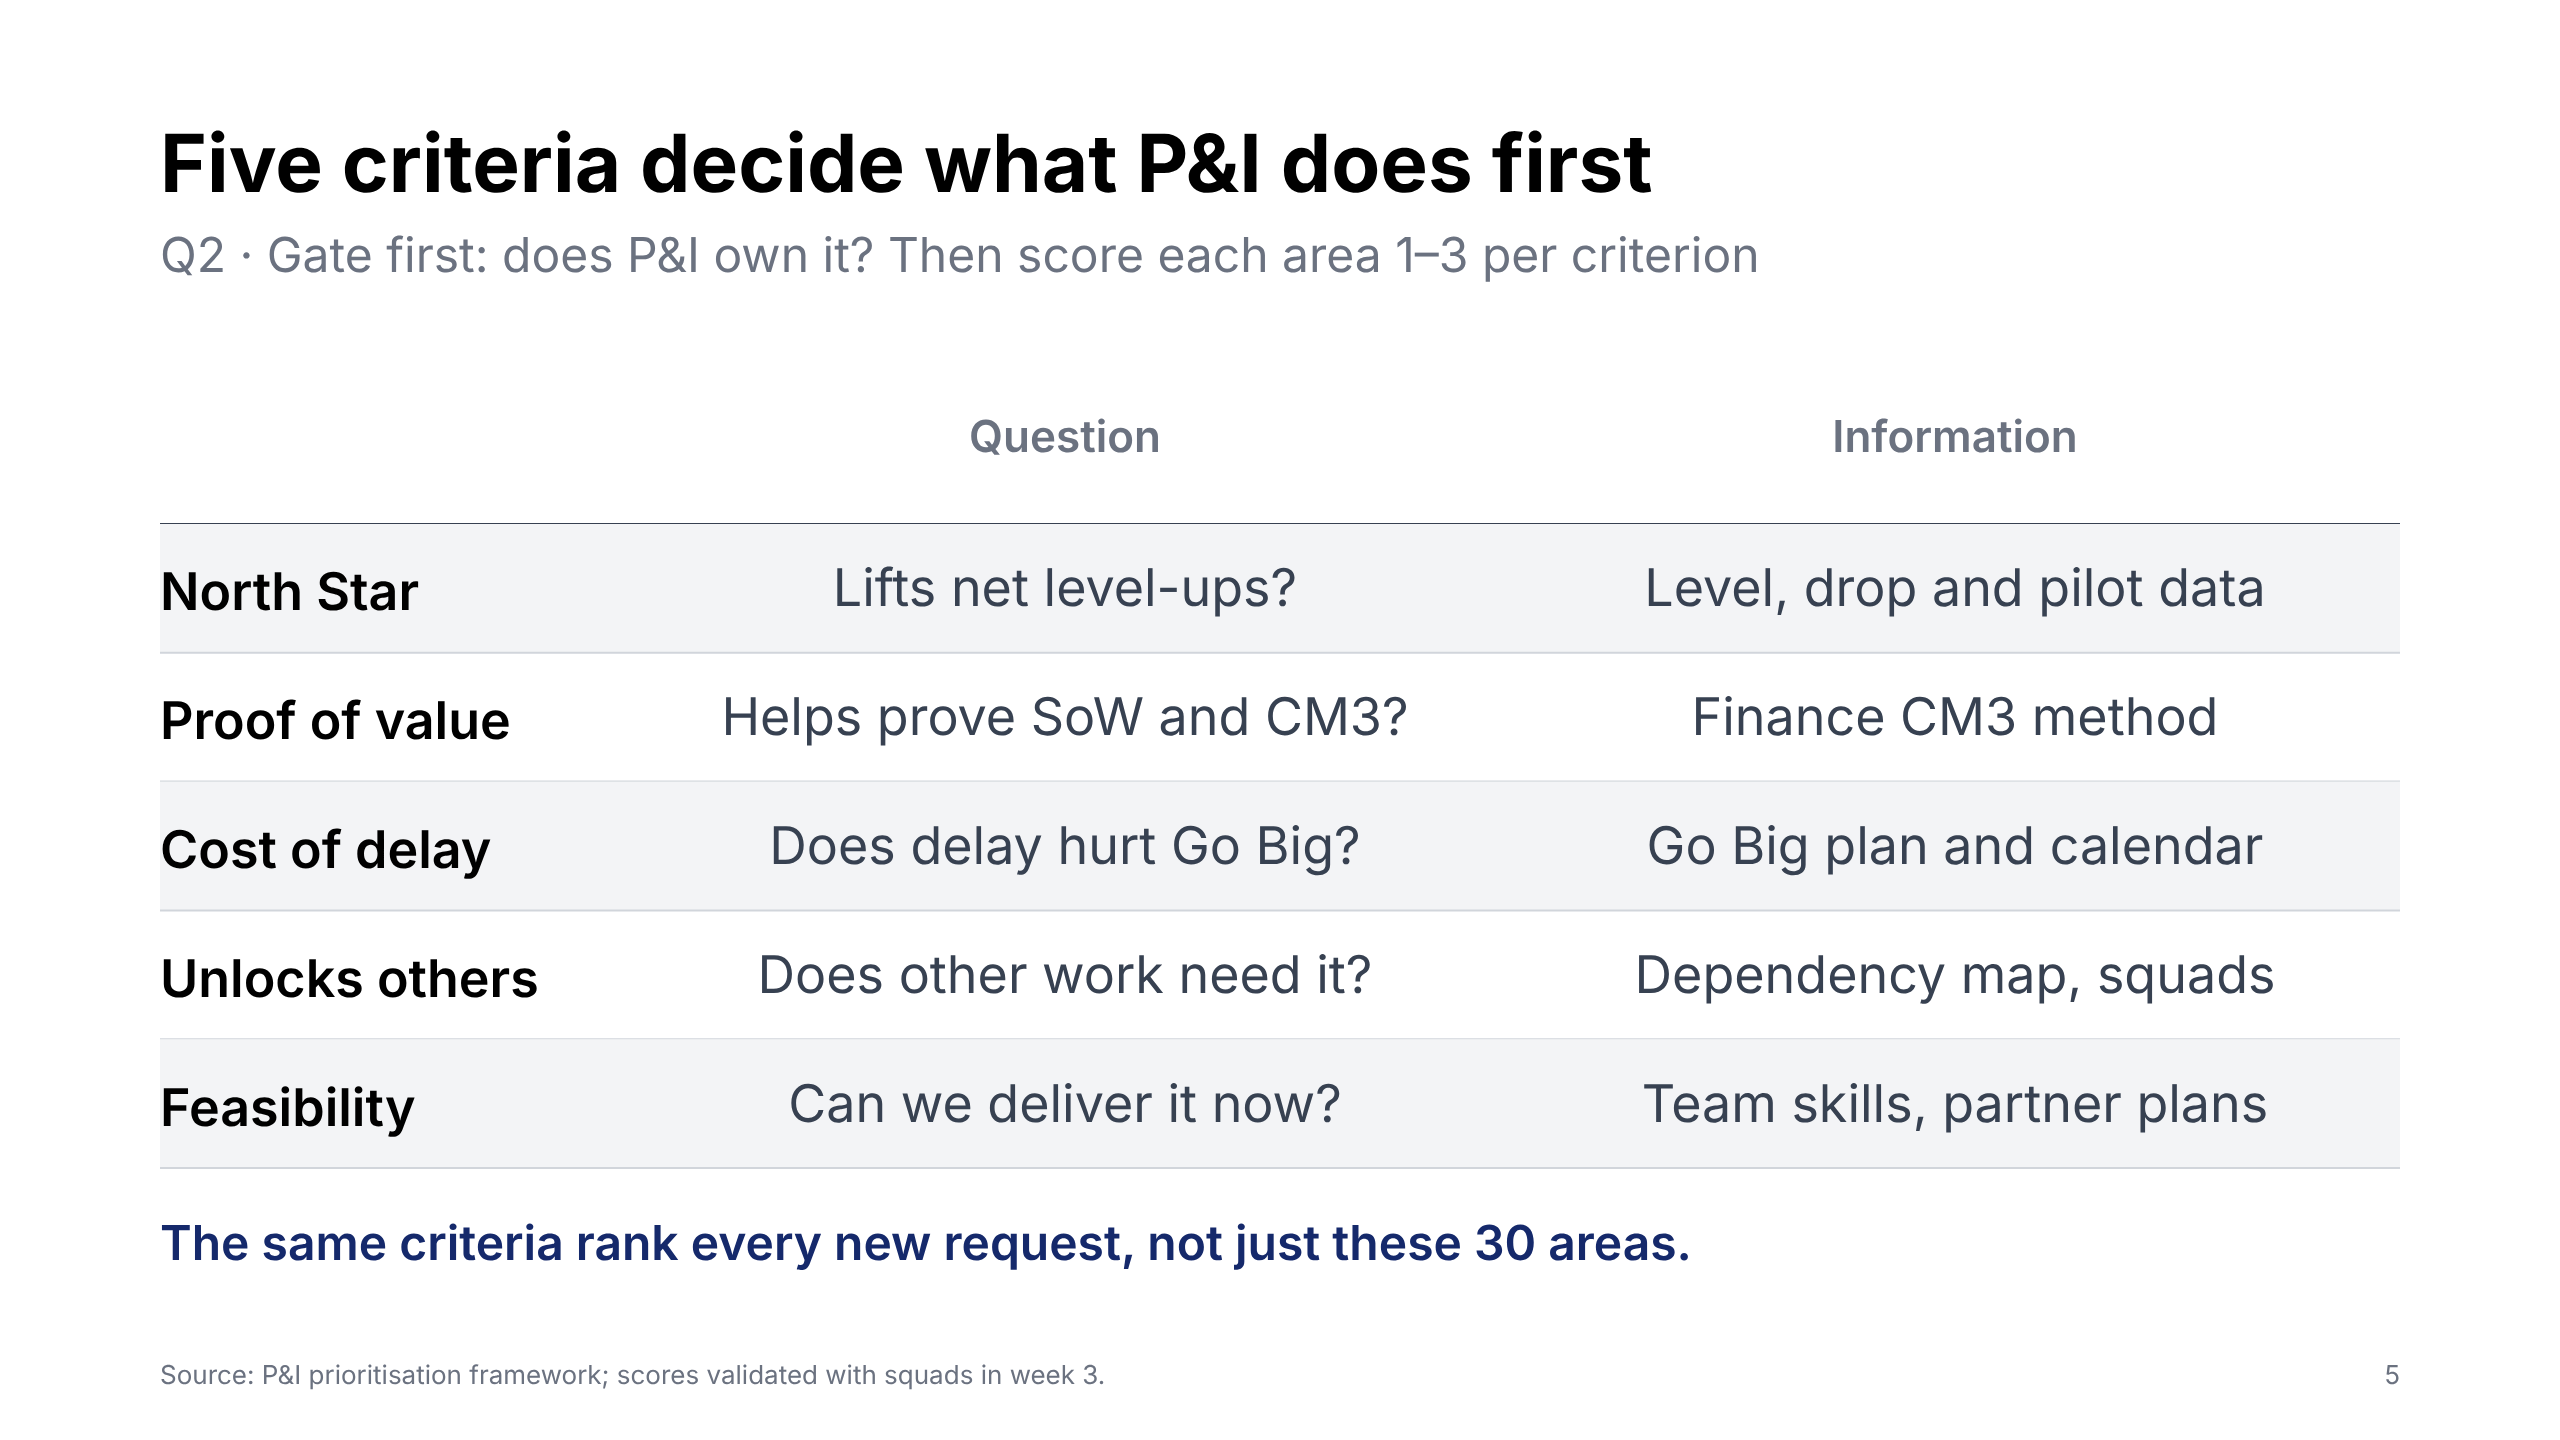 Five criteria decide what P&I does first
Q2 · Gate first: does P&I own it? Then score each area 1–3 per criterion
Question Information
North Star Lifts net level-ups? Level, drop and pilot data
Proof of value Helps prove SoW and CM3? Finance CM3 method
Cost of delay Does delay hurt Go Big? Go Big plan and calendar
Unlocks others Does other work need it? Dependency map, squads
Feasibility Can we deliver it now? Team skills, partner plans
The same criteria rank every new request, not just these 30 areas.
Source: P&I prioritisation framework; scores validated with squads in week 3. 5